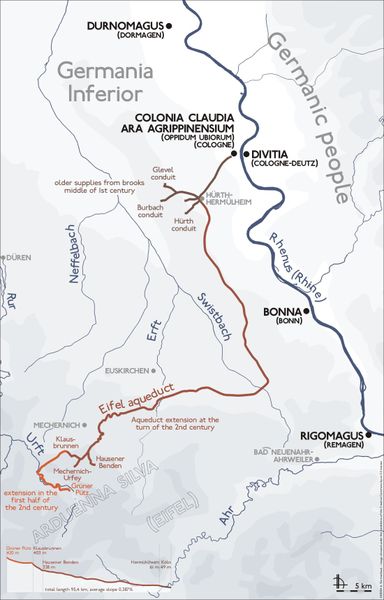 DURNOMAGUS
(DORMAGEN)
Germania
Inferior
Germanic people
COLONIA CLAUDIA
ARA AGRIPPINENSIUM
(OPPIDUM UBIORUM)
(COLOGNE)
DIVITIA
(COLOGNE-DEUTZ)
Glevel
conduit
older supplies from brooks
middle of 1st century
HÜRTH-
HERMÜLHEIM
Burbach
conduit
Hürth
conduit
Rhenus (Rhine)
Neffelbach
DÜREN
Rur
Swistbach
Erft
BONNA
(BONN)
EUSKIRCHEN
Eifel aqueduct
Aqueduct extension at the
turn of the 2nd century
MECHERNICH
RIGOMAGUS
(REMAGEN)
Urft
Klaus-
brunnen
Hausener
Benden
BAD NEUENAHR-
AHRWEILER
Mechernich-
Urfey
Grüner
Pütz
extension in the
first half of
the 2nd century
ARDUENNA SILVA
(EIFEL)
Ahr
Grüner Pütz
Klausbrunnen
Hausener Benden
Hermülheim
Köln
total length 95.4 km, average slope 0.387%
5 km